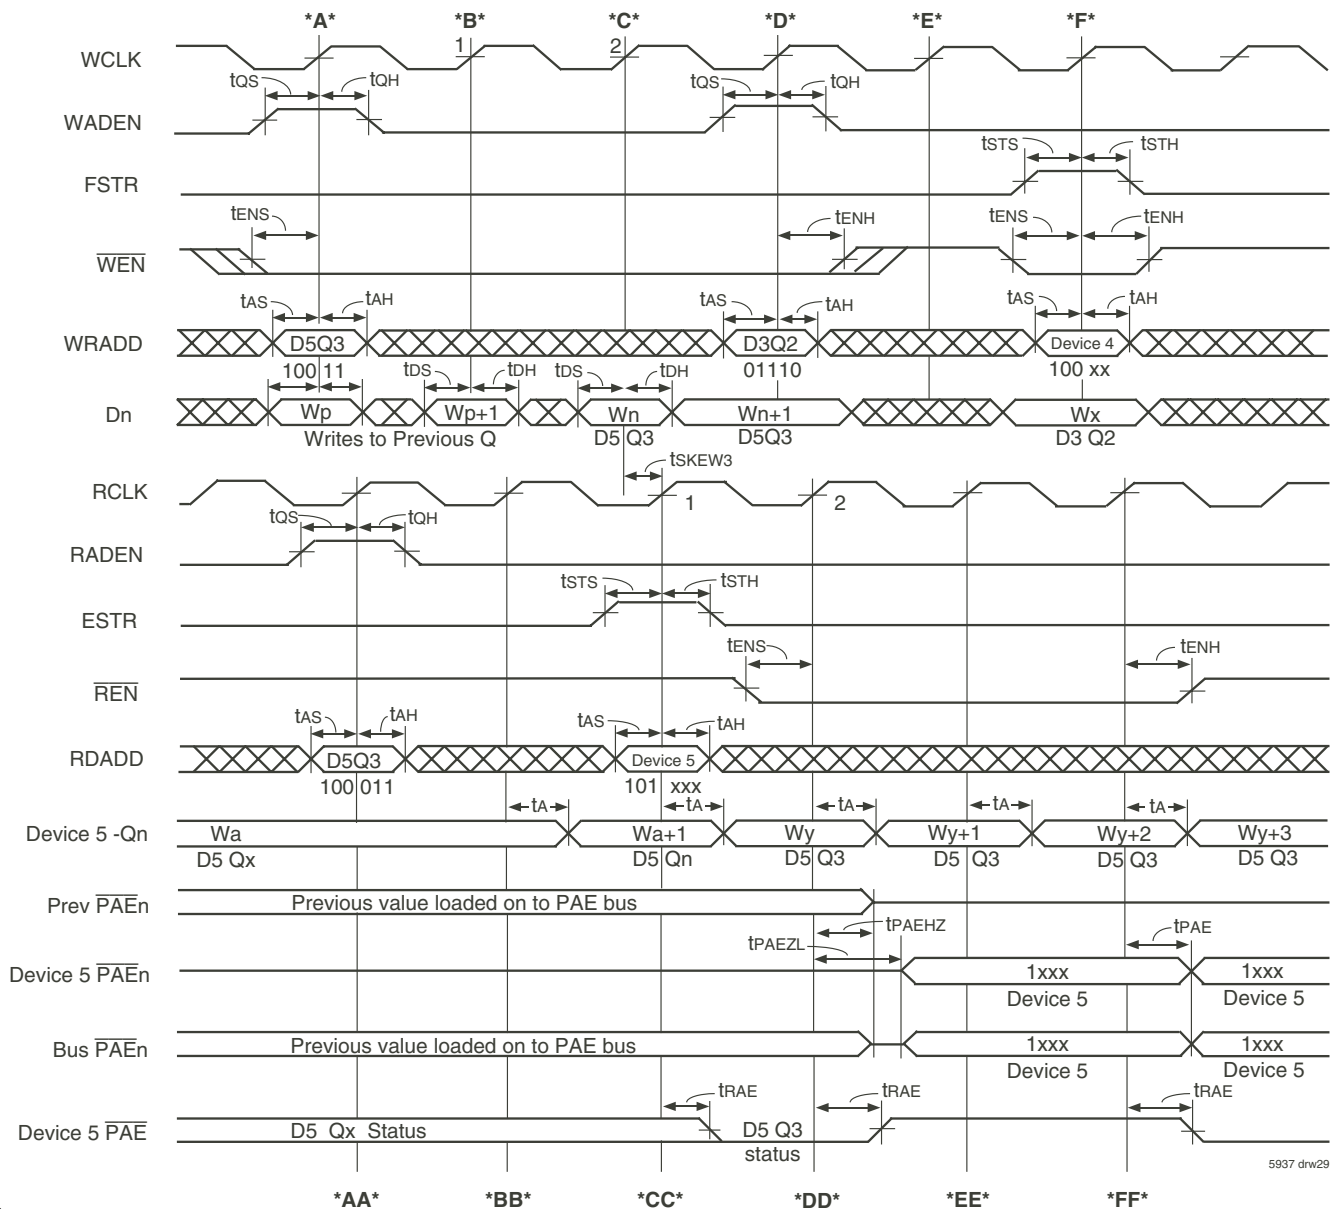 *A* *B* *C* *D* *E* *F*
WCLK 1 2
tQS tQH tQS tQH
WADEN
tSTS tSTH
FSTR
tENS tENH tENS tENH
WEN
tAS tAH tAS tAH tAS tAH
WRADD D5Q3 D3Q2 Device 4
100 11 01110 100 xx
tDS tDH tDS tDH
Dn Wp Wp+1 Wn Wn+1 Wx
Writes to Previous Q D5 Q3 D5Q3 D3 Q2
tSKEW3
RCLK 1 2
tQS tQH
RADEN
tSTS tSTH
ESTR
tENS tENH
REN
tAS tAH tAS tAH
RDADD D5Q3 Device 5
100 011 101 xxx
tA tA tA tA tA
Device 5 -Qn Wa Wa+1 Wy Wy+1 Wy+2 Wy+3
D5 Qx D5 Qn D5 Q3 D5 Q3 D5 Q3 D5 Q3
Prev PAEn Previous value loaded on to PAE bus
tPAEHZ tPAE
tPAEZL
Device 5 PAEn 1xxx 1xxx
Device 5 Device 5
Bus PAEn Previous value loaded on to PAE bus 1xxx 1xxx
Device 5 Device 5
tRAE tRAE tRAE
Device 5 PAE D5 Qx Status D5 Q3
status
5937 drw29
*AA* *BB* *CC* *DD* *EE* *FF*